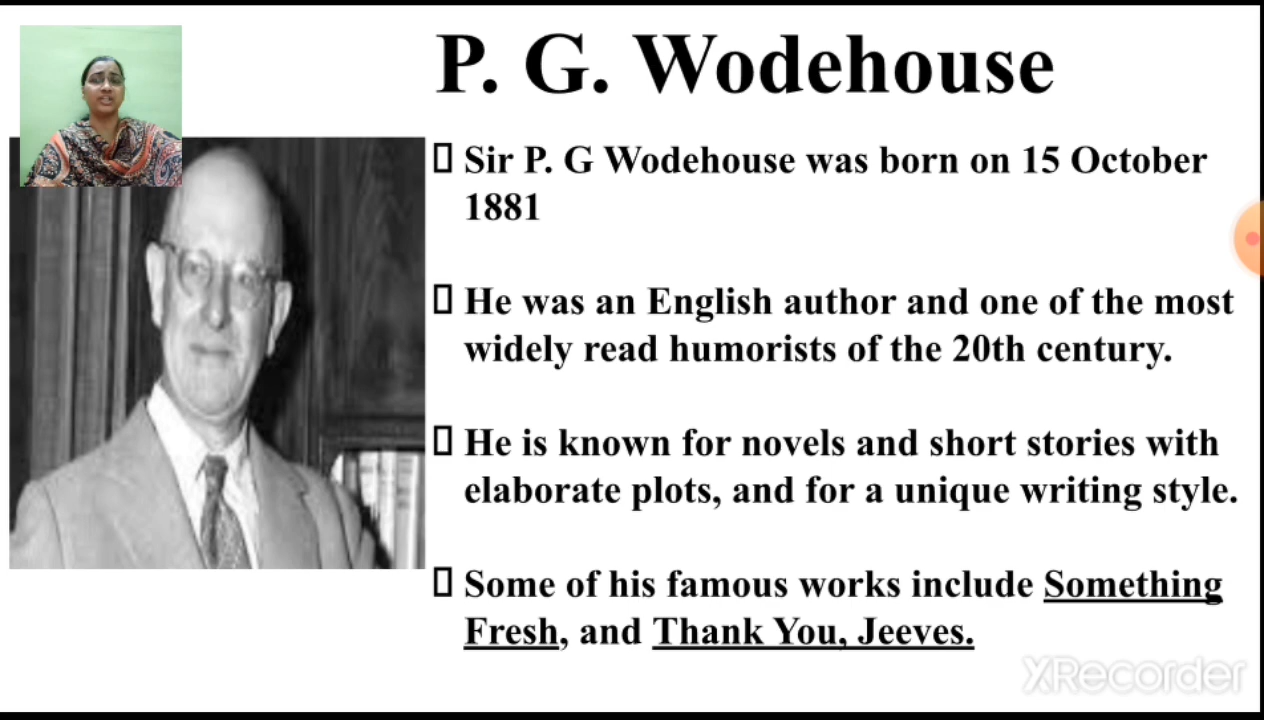 P. G. Wodehouse
Sir P. G Wodehouse was born on 15 October
1881
He was an English author and one of the most
widely read humorists of the 20th century.
He is known for novels and short stories with
elaborate plots, and for a unique writing style.
Some of his famous works include Something
Fresh, and Thank You, Jeeves.
XRecorder